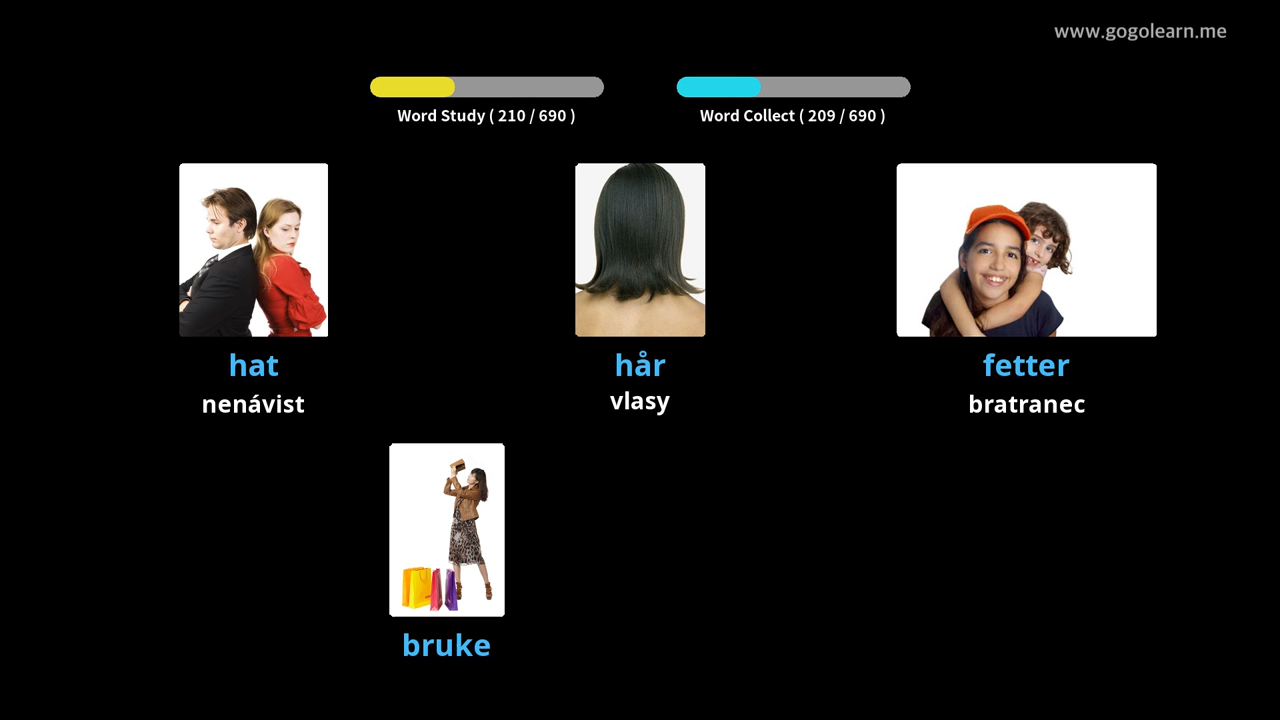 www.gogolearn.me
Word Study ( 210 / 690 )
Word Collect ( 209 / 690 )
hat
nenávist
hår
vlasy
fetter
bratranec
bruke